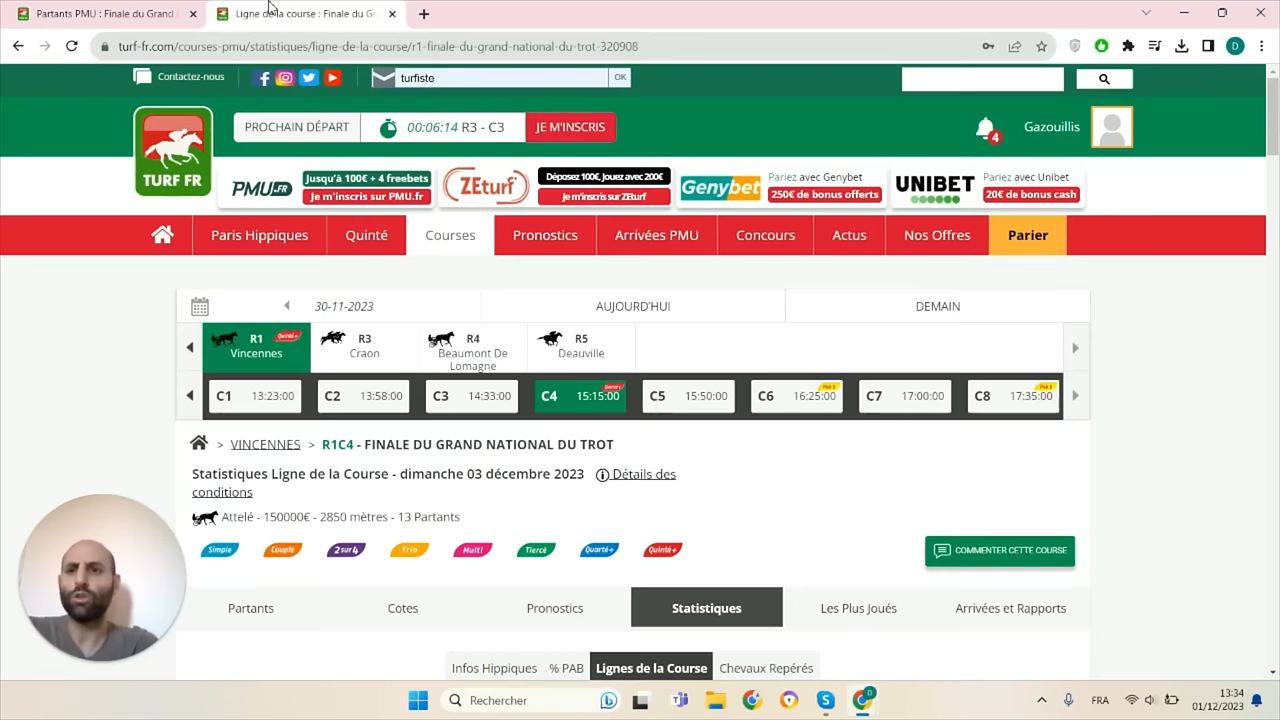 Partants PMU : Finale du Grand
Ligne de la course : Finale du Gr
turf-fr.com/courses-pmu/statistiques/ligne-de-la-course/r1-finale-du-grand-national-du-trot-320908
D
Contactez-nous
turfiste
OK
TURF FR
PROCHAIN DÉPART
00:06:14 R3 - C3
JE M'INSCRIS
4
Gazouillis
PMU.FR
Jusqu'à 100€ + 4 freebets
Je m'inscris sur PMU.fr
ZEturf
Déposez 100€, Jouez avec 200€
Je m'inscris sur ZEturf
Genybet
Pariez avec Genybet
250€ de bonus offerts
UNIBET
Pariez avec Unibet
20€ de bonus cash
Paris Hippiques
Quinté
Courses
Pronostics
Arrivées PMU
Concours
Actus
Nos Offres
Parier
30-11-2023
AUJOURD'HUI
DEMAIN
R1
Quinté+
Vincennes
R3
Craon
R4
Beaumont De
Lomagne
R5
Deauville
C1 13:23:00
C2 13:58:00
C3 14:33:00
C4 15:15:00
Quinté+
C5 15:50:00
C6 16:25:00
C7 17:00:00
C8 17:35:00
> VINCENNES > R1C4 - FINALE DU GRAND NATIONAL DU TROT
Statistiques Ligne de la Course - dimanche 03 décembre 2023
Détails des
conditions
Attelé - 150000€ - 2850 mètres - 13 Partants
Simple
Couplé
2sur4
Trio
Multi
Tiercé
Quarté+
Quinté+
COMMENTER CETTE COURSE
Partants
Cotes
Pronostics
Statistiques
Les Plus Joués
Arrivées et Rapports
Infos Hippiques
% PAB
Lignes de la Course
Chevaux Repérés
Rechercher
D
FRA
13:34
01/12/2023